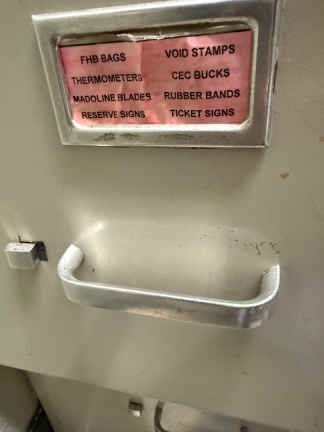 FHB BAGS
THERMOMETERS
MADOLINE BLADES
RESERVE SIGNS
VOID STAMPS
CEC BUCKS
RUBBER BANDS
TICKET SIGNS